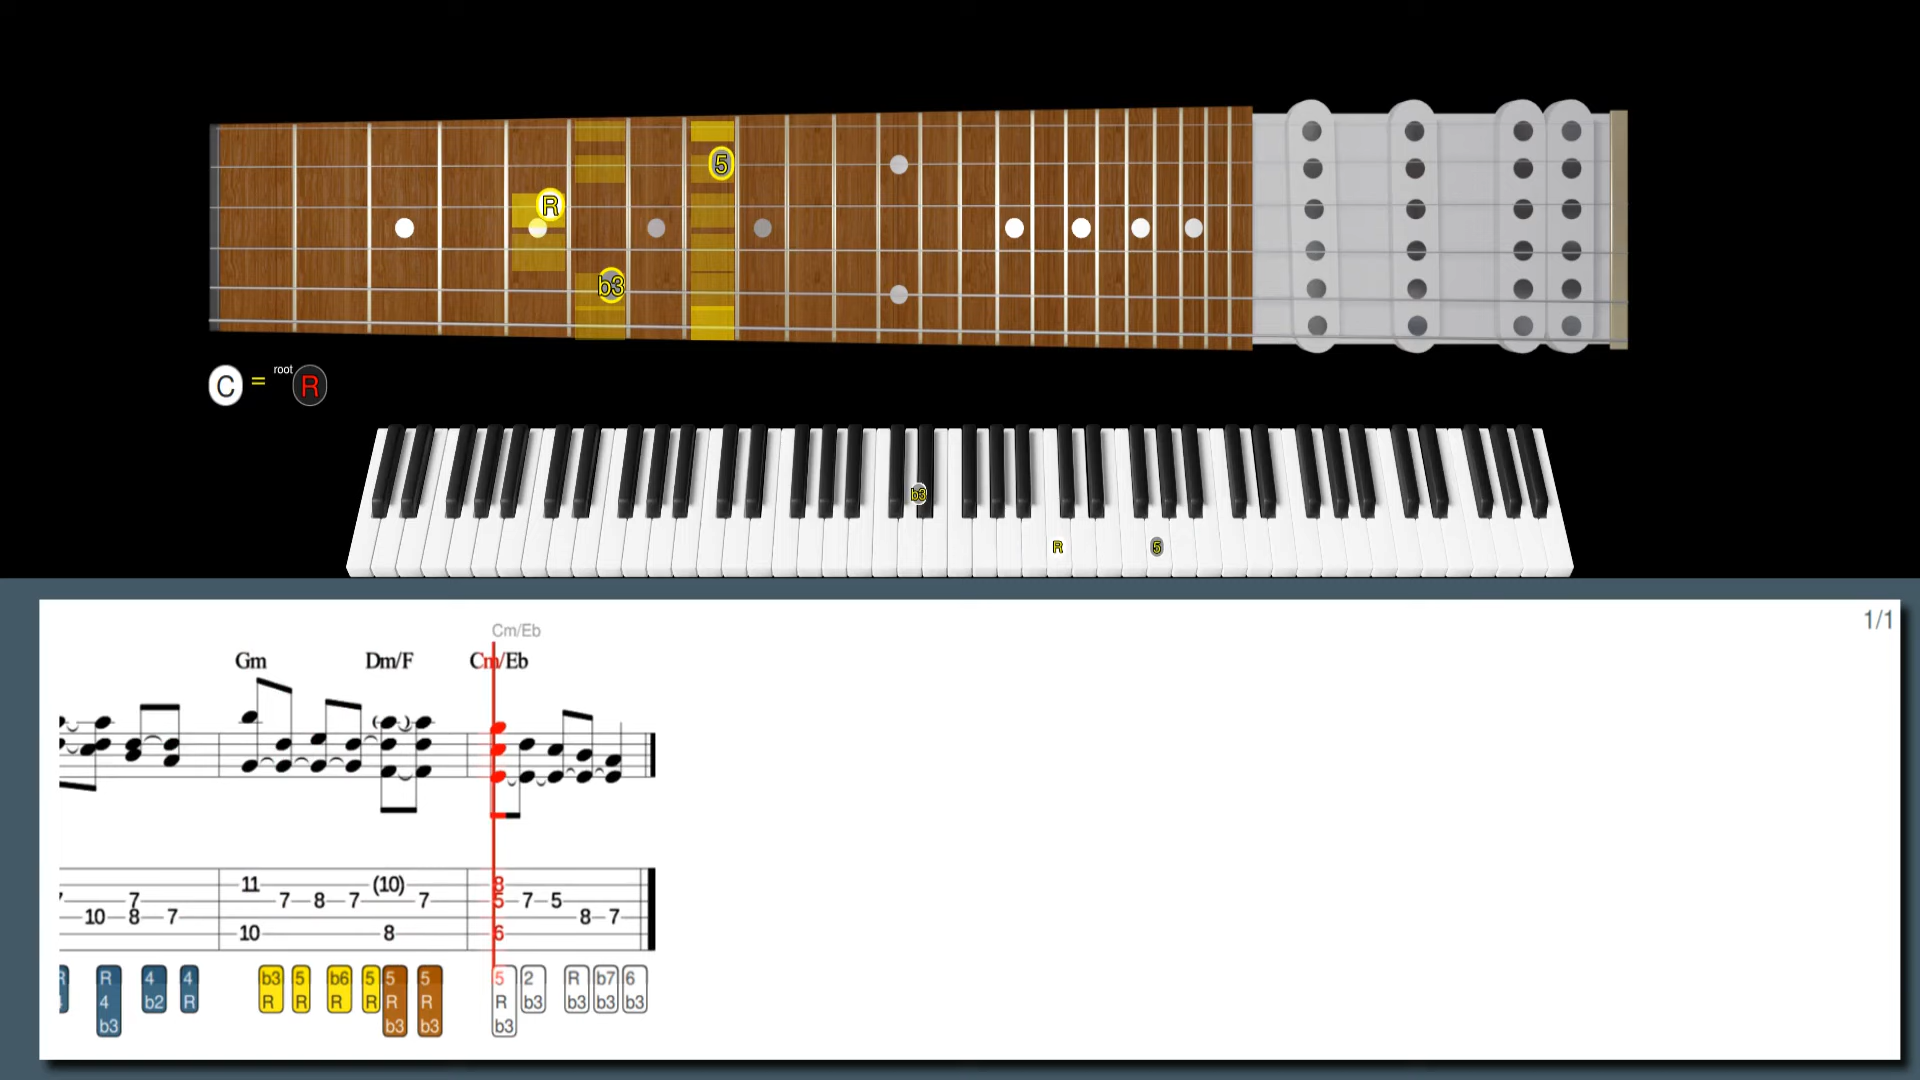 5
R
b3
C = root R
b3
R 5
1/1
Cm/Eb
Gm Dm/F Cm/Eb
11 (10) 8
7 7 8 7 7 5 7 5
10 8 7 8 7
10 8 6
R 4 4 b3 5 b6 5 5 5 5 2 R b7 6
4 b2 R R R R R R R R b3 b3 b3 b3
b3 b3 b3 b3